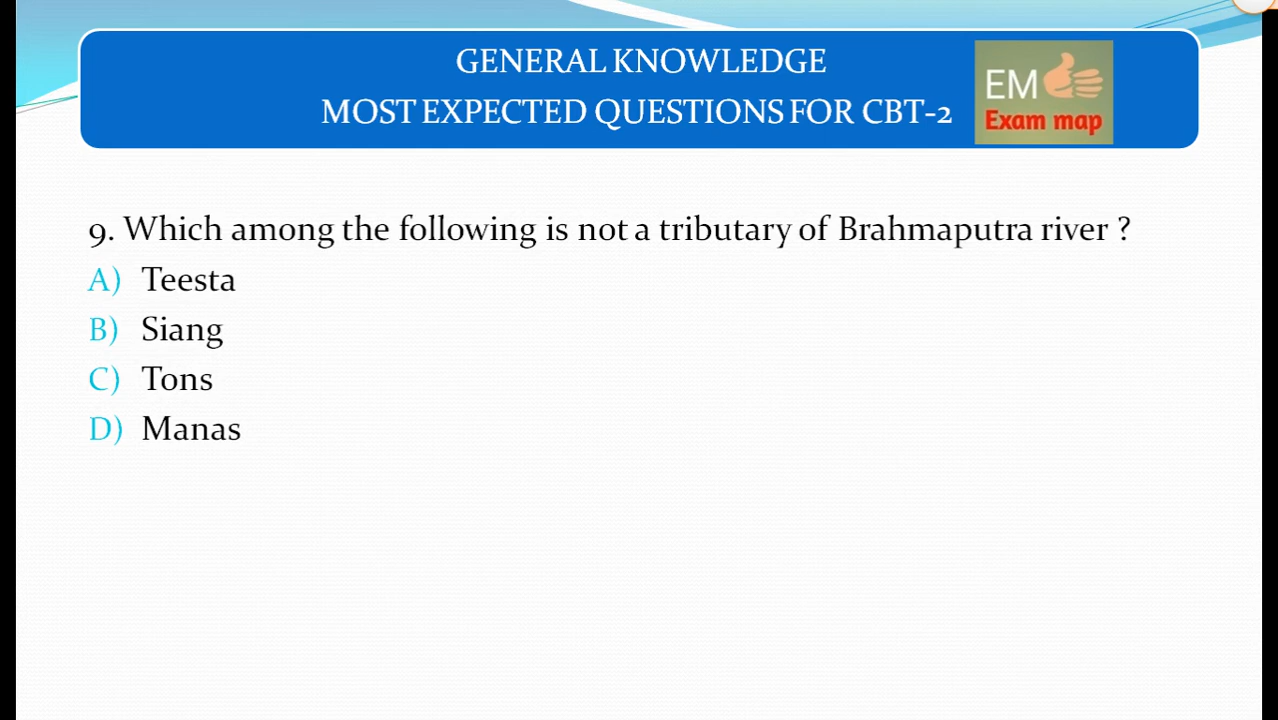 GENERAL KNOWLEDGE
MOST EXPECTED QUESTIONS FOR CBT-2
EM
Exam map
9. Which among the following is not a tributary of Brahmaputra river ?
A) Teesta
B) Siang
C) Tons
D) Manas